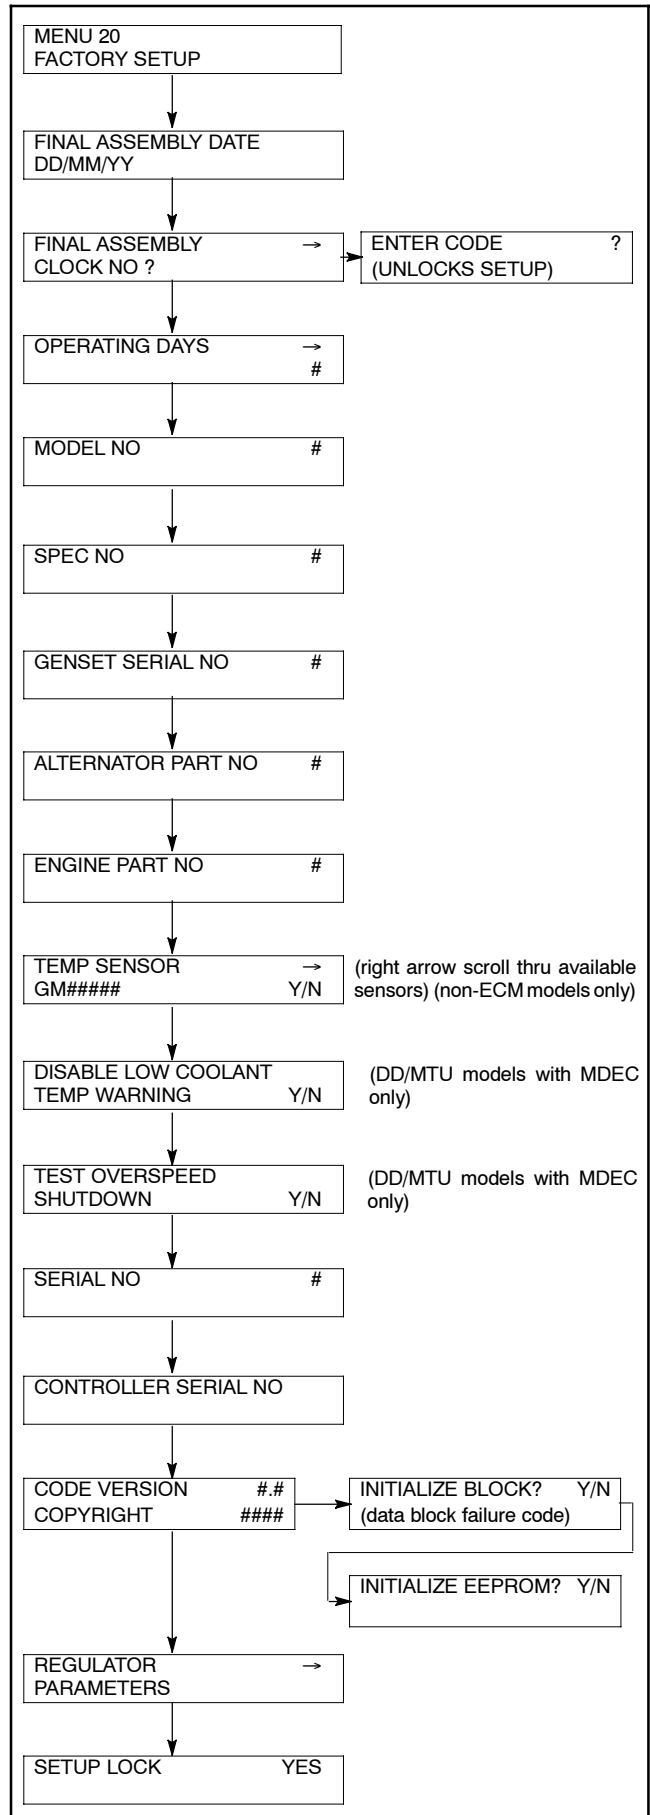 MENU 20
FACTORY SETUP
FINAL ASSEMBLY DATE
DD/MM/YY
FINAL ASSEMBLY →
CLOCK NO ?
ENTER CODE ?
(UNLOCKS SETUP)
OPERATING DAYS →
#
MODEL NO #
SPEC NO #
GENSET SERIAL NO #
ALTERNATOR PART NO #
ENGINE PART NO #
TEMP SENSOR →
GM##### Y/N
(right arrow scroll thru available
sensors) (non-ECM models only)
DISABLE LOW COOLANT
TEMP WARNING Y/N
(DD/MTU models with MDEC
only)
TEST OVERSPEED
SHUTDOWN Y/N
(DD/MTU models with MDEC
only)
SERIAL NO #
CONTROLLER SERIAL NO
CODE VERSION #.#
COPYRIGHT ####
INITIALIZE BLOCK? Y/N
(data block failure code)
INITIALIZE EEPROM? Y/N
REGULATOR →
PARAMETERS
SETUP LOCK YES